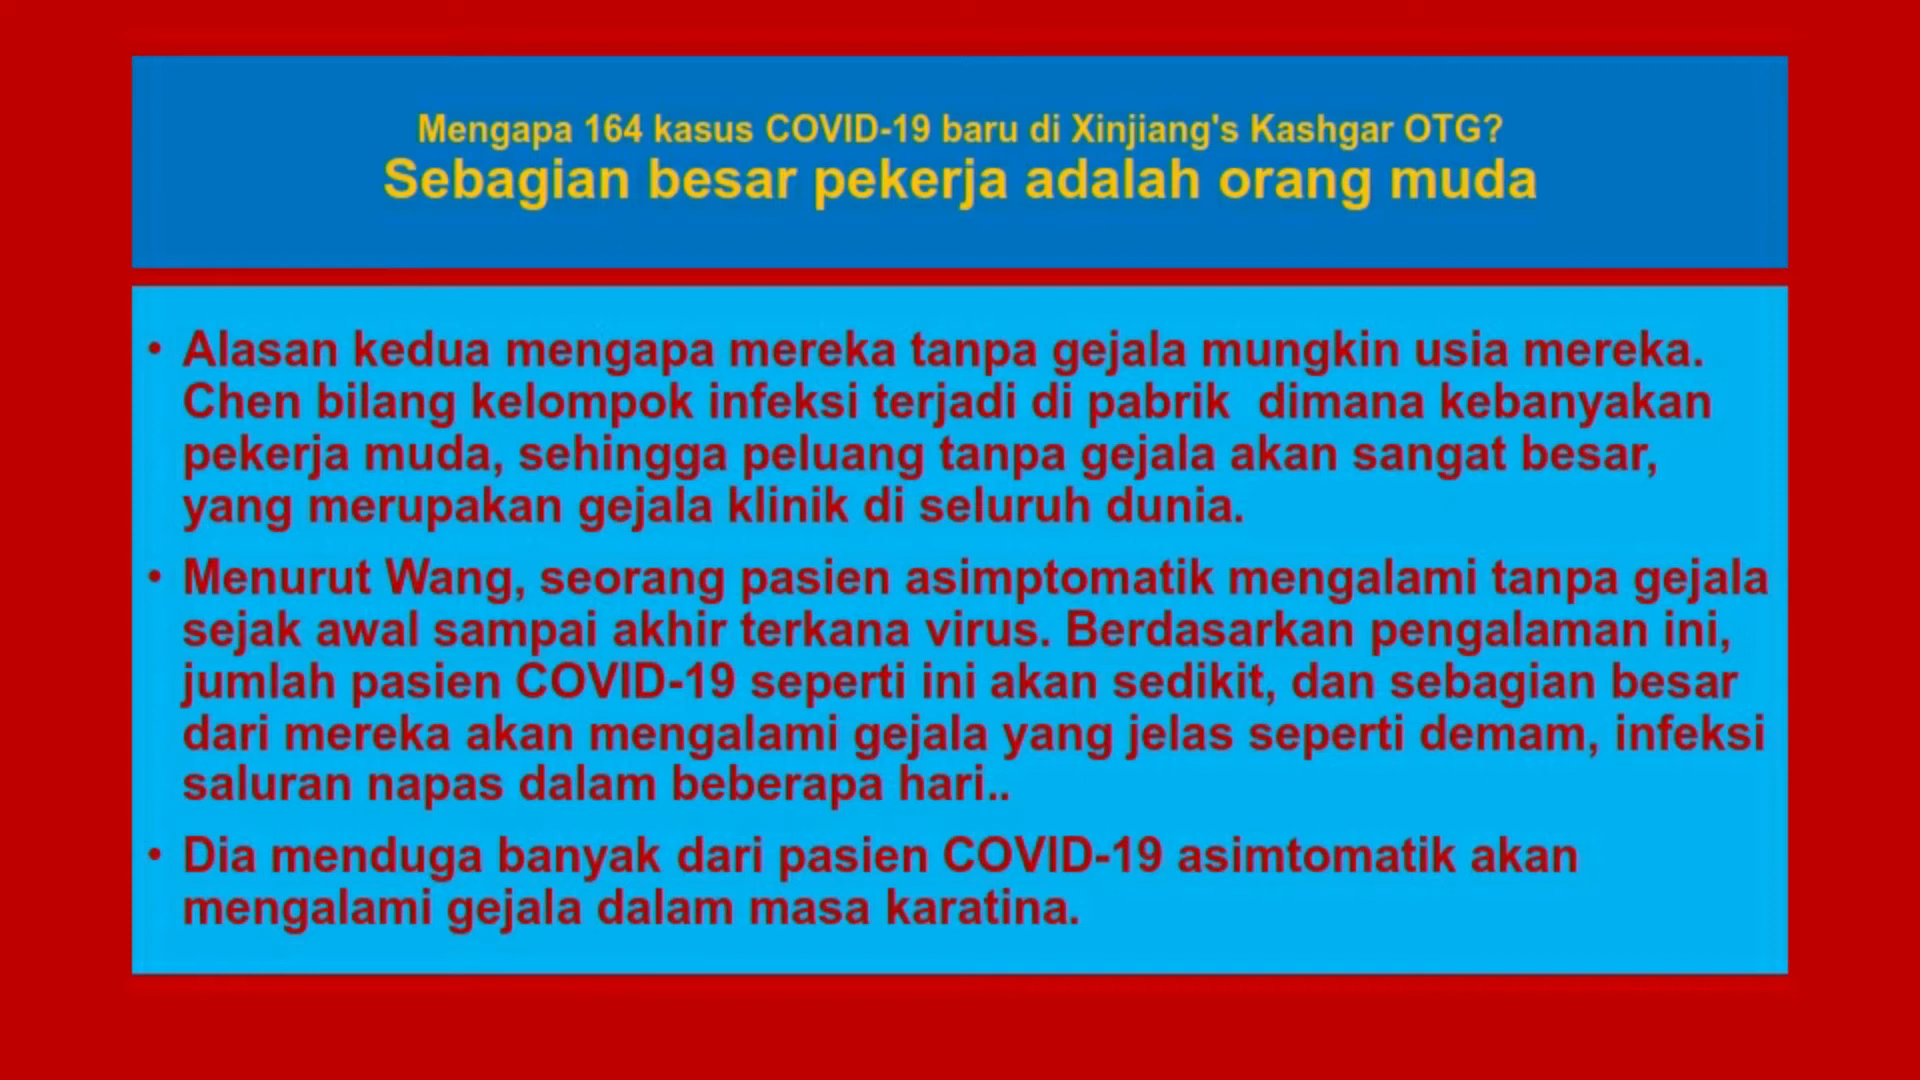 Mengapa 164 kasus COVID-19 baru di Xinjiang's Kashgar OTG?
Sebagian besar pekerja adalah orang muda
• Alasan kedua mengapa mereka tanpa gejala mungkin usia mereka.
Chen bilang kelompok infeksi terjadi di pabrik  dimana kebanyakan
pekerja muda, sehingga peluang tanpa gejala akan sangat besar,
yang merupakan gejala klinik di seluruh dunia.
• Menurut Wang, seorang pasien asimptomatik mengalami tanpa gejala
sejak awal sampai akhir terkana virus. Berdasarkan pengalaman ini,
jumlah pasien COVID-19 seperti ini akan sedikit, dan sebagian besar
dari mereka akan mengalami gejala yang jelas seperti demam, infeksi
saluran napas dalam beberapa hari..
• Dia menduga banyak dari pasien COVID-19 asimtomatik akan
mengalami gejala dalam masa karatina.